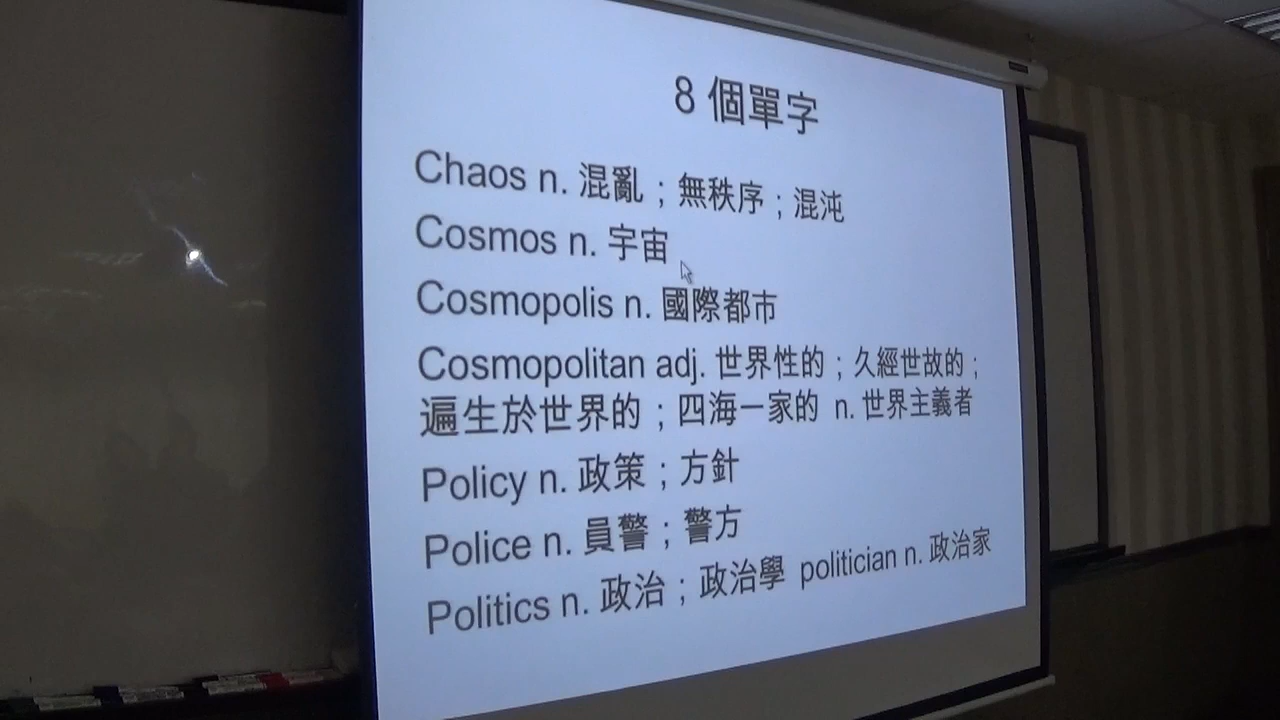 8 個單字
Chaos n. 混亂；無秩序；混沌
Cosmos n. 宇宙
Cosmopolis n. 國際都市
Cosmopolitan adj. 世界性的；久經世故的；
遍生於世界的；四海一家的 n. 世界主義者
Policy n. 政策；方針
Police n. 員警；警方
Politics n. 政治；政治學 politician n. 政治家